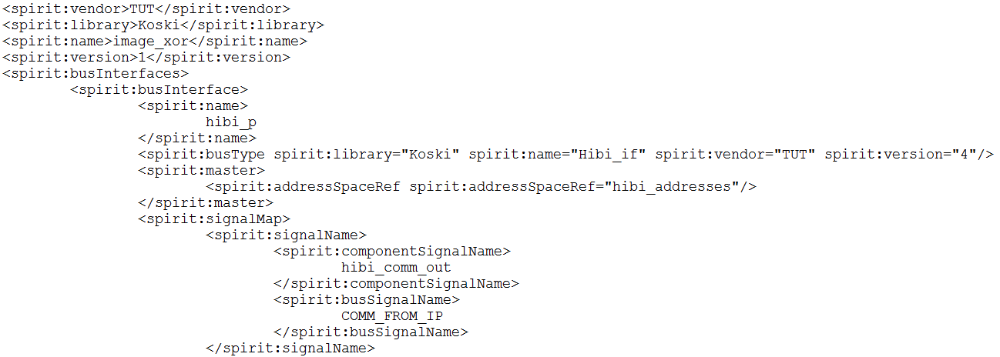 <spirit:vendor>TUT</spirit:vendor>
<spirit:library>Koski</spirit:library>
<spirit:name>image_xor</spirit:name>
<spirit:version>1</spirit:version>
<spirit:busInterfaces>
<spirit:busInterface>
<spirit:name>
hibi_p
</spirit:name>
<spirit:busType spirit:library="Koski" spirit:name="Hibi_if" spirit:vendor="TUT" spirit:version="4"/>
<spirit:master>
<spirit:addressSpaceRef spirit:addressSpaceRef="hibi_addresses"/>
</spirit:master>
<spirit:signalMap>
<spirit:signalName>
<spirit:componentSignalName>
hibi_comm_out
</spirit:componentSignalName>
<spirit:busSignalName>
COMM_FROM_IP
</spirit:busSignalName>
</spirit:signalName>